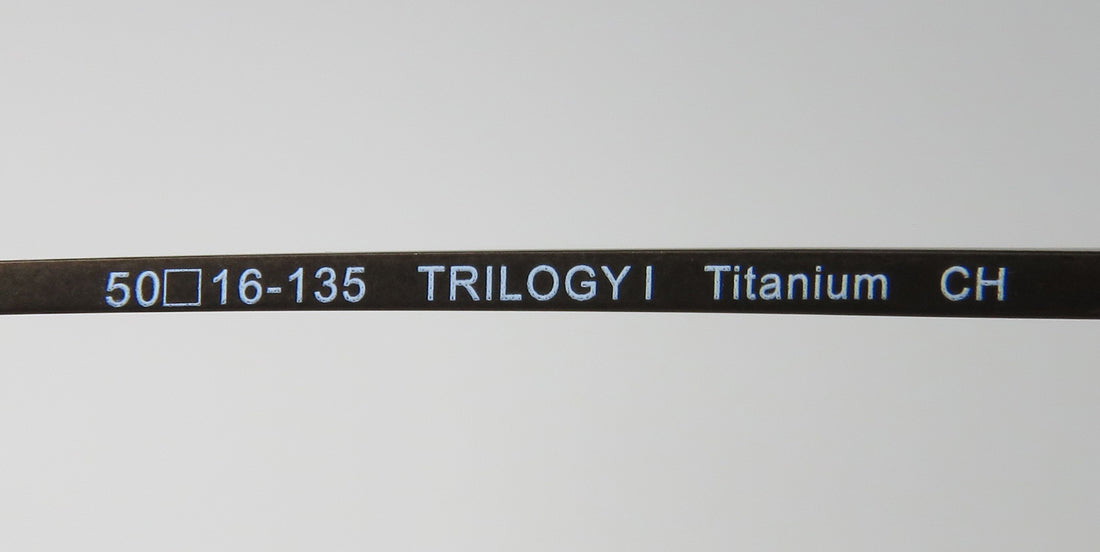 50□16-135 TRILOGY I Titanium CH